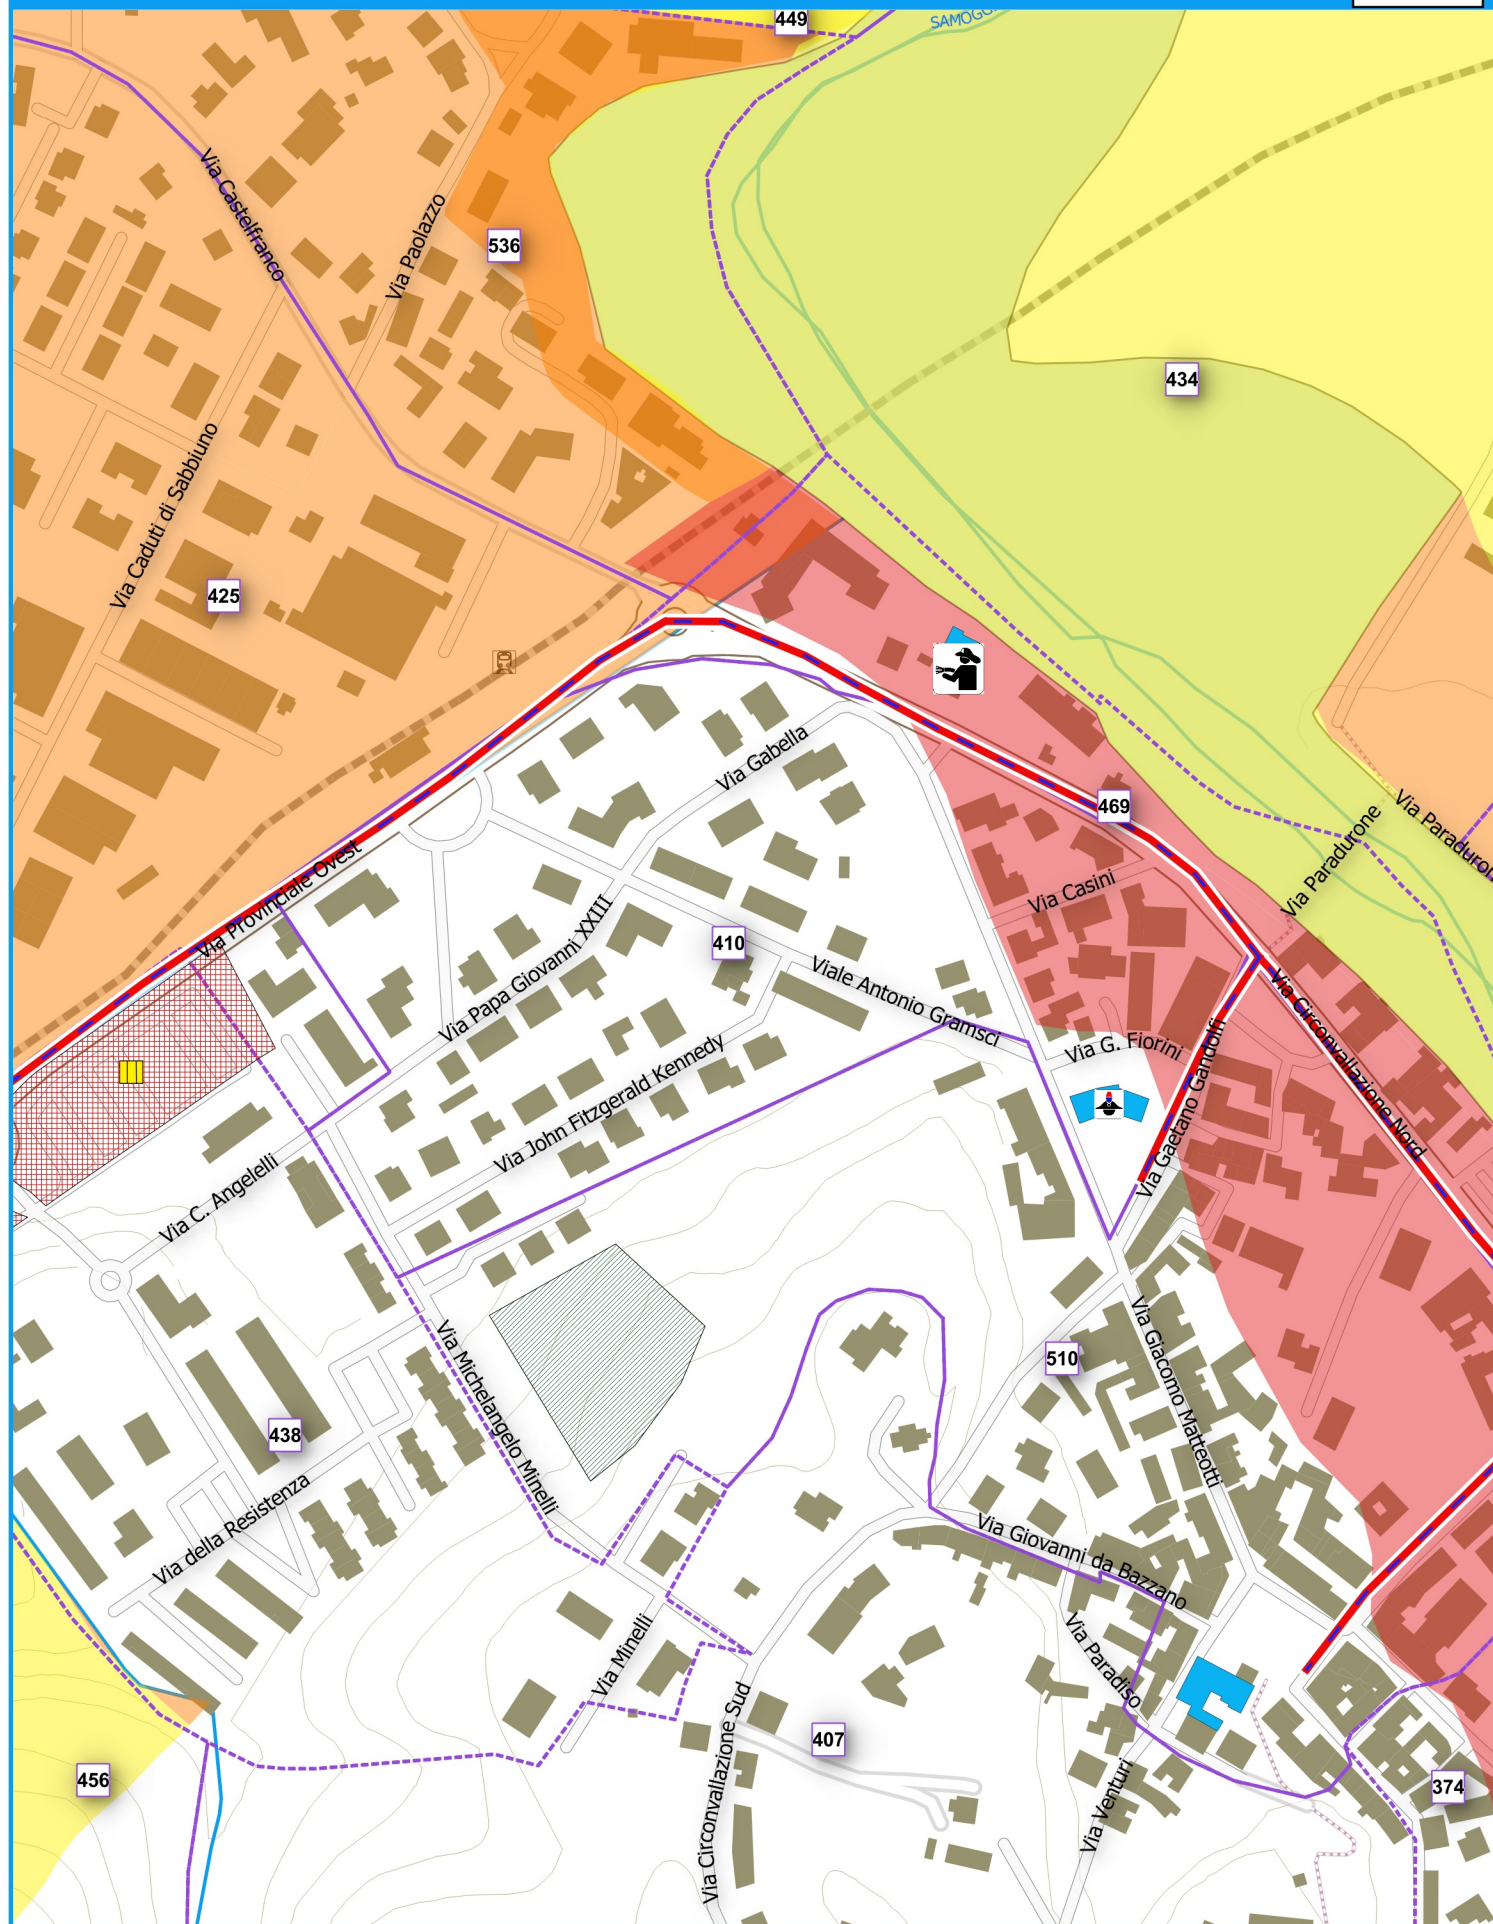 449
Via Castelfranco
Via Paolazzo
536
434
Via Caduti di Sabbiuno
425
Via Gabella
469
Via Paradurone
Via Provinciale Ovest
Via Casini
Via Papa Giovanni XXIII
410
Viale Antonio Gramsci
Via Circonvallazione Nord
Via G. Fiorini
Via John Fitzgerald Kennedy
Via Gaetano Gandolfi
Via C. Angelelli
Via Michelangelo Minelli
Via Giacomo Matteotti
510
438
Via della Resistenza
Via Giovanni da Bazzano
Via Minelli
Via Paradiso
Via Circonvallazione Sud
407
456
Via Venturi
374